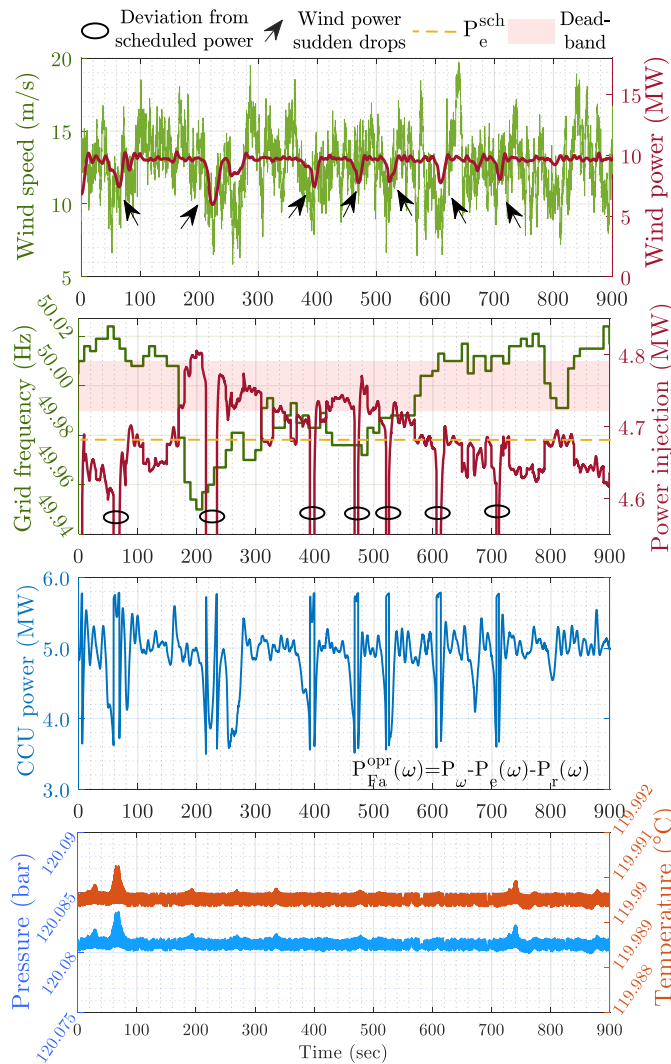 Deviation from scheduled power
Wind power sudden drops
P_e^sch
Dead-band
Wind speed (m/s)
20
15
10
5
Wind power (MW)
15
10
5
0
0 100 200 300 400 500 600 700 800 900
Grid frequency (Hz)
50.02
50.00
49.98
49.96
49.94
Power injection (MW)
4.8
4.7
4.6
0 100 200 300 400 500 600 700 800 900
CCU power (MW)
6.0
5.0
4.0
3.0
P_Fa^opr(ω)=P_ω-P_e(ω)-P_r(ω)
0 100 200 300 400 500 600 700 800 900
Pressure (bar)
120.09
120.085
120.08
120.075
Temperature (°C)
119.992
119.991
119.99
119.989
119.988
0 100 200 300 400 500 600 700 800 900
Time (sec)